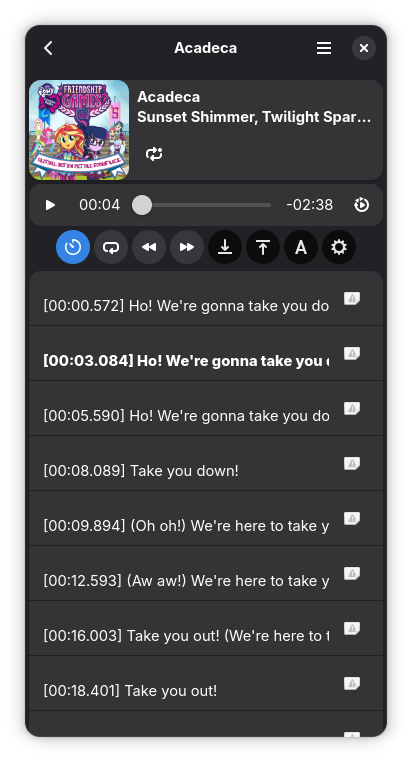 Acadeca
FRIENDSHIP
GAMES
Acadeca
Sunset Shimmer, Twilight Spar…
00:04
-02:38
A
[00:00.572] Ho! We're gonna take you do
[00:03.084] Ho! We're gonna take you
[00:05.590] Ho! We're gonna take you do
[00:08.089] Take you down!
[00:09.894] (Oh oh!) We're here to take y
[00:12.593] (Aw aw!) We're here to take y
[00:16.003] Take you out! (We're here to t
[00:18.401] Take you out!